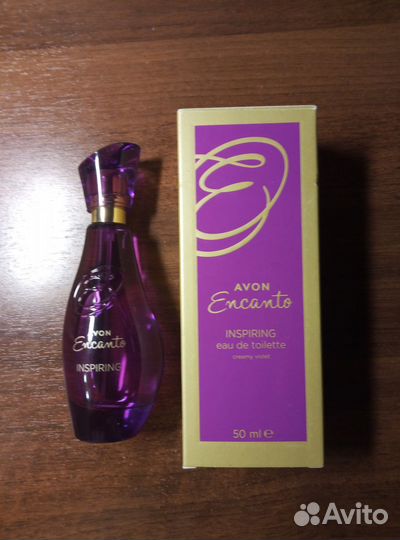 AVON
Encanto
INSPIRING
AVON
Encanto
INSPIRING
eau de toilette
creamy violet
50 ml e
Avito